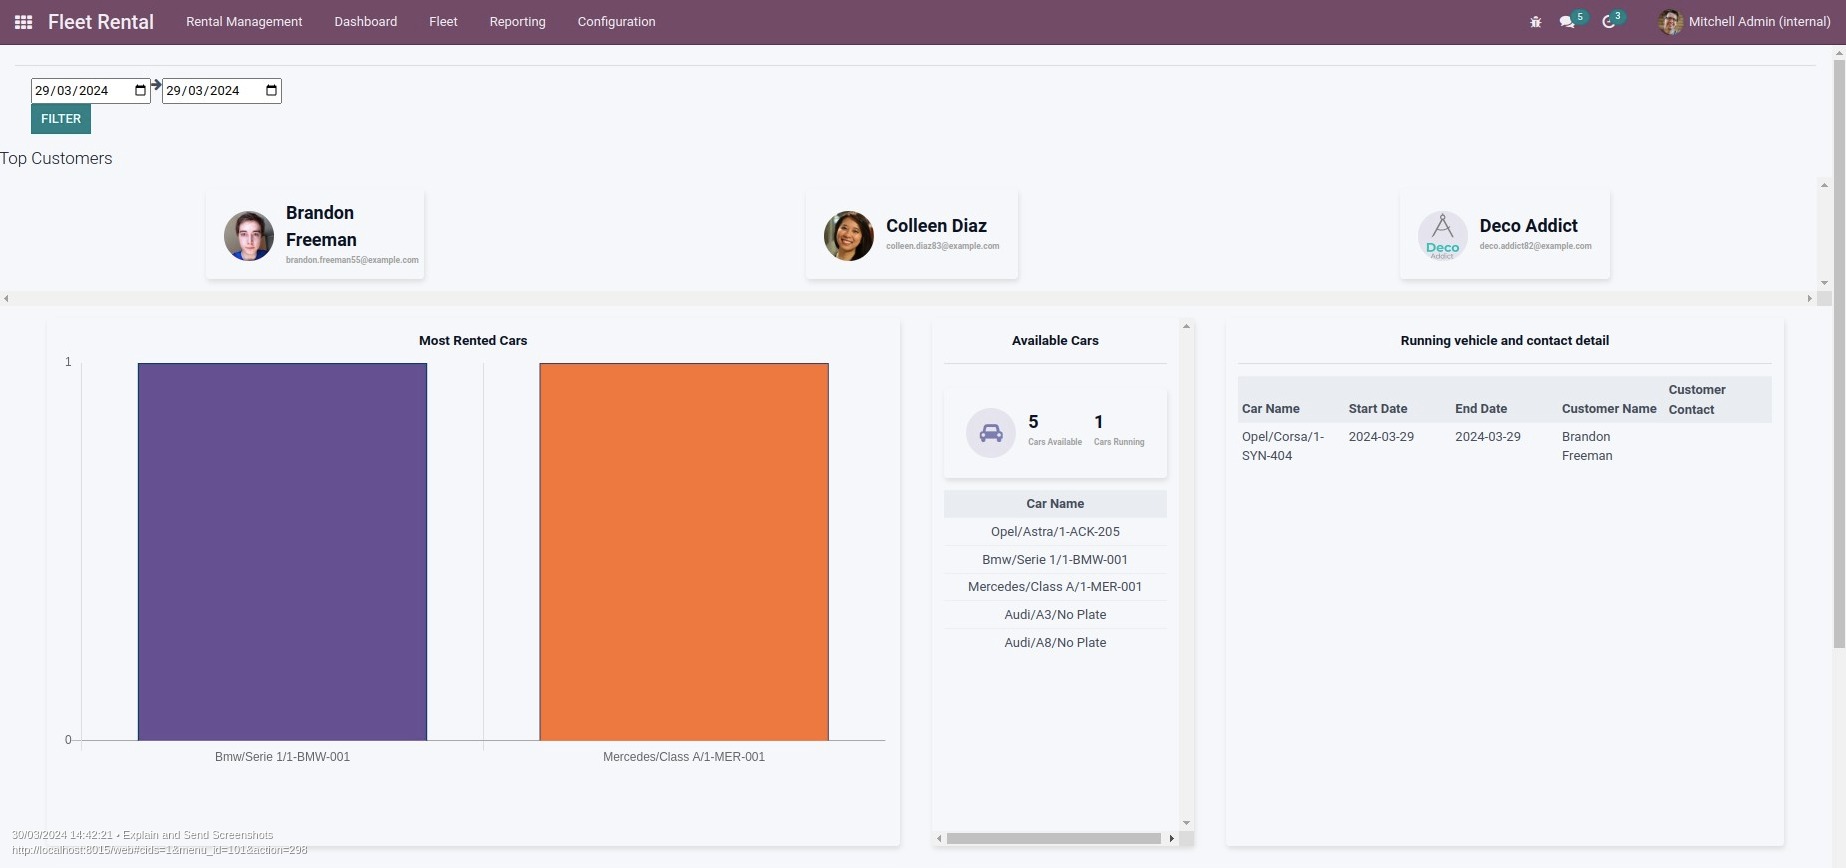 Fleet Rental Rental Management Dashboard Fleet Reporting Configuration 5 3 Mitchell Admin (internal)
29/03/2024 29/03/2024
FILTER
Top Customers
Brandon
Freeman
brandon.freeman55@example.com
Colleen Diaz
colleen.diaz83@example.com
Deco
Addict
Deco Addict
deco.addict82@example.com
Most Rented Cars
1
0
Bmw/Serie 1/1-BMW-001 Mercedes/Class A/1-MER-001
Available Cars
5 1
Cars Available Cars Running
Car Name
Opel/Astra/1-ACK-205
Bmw/Serie 1/1-BMW-001
Mercedes/Class A/1-MER-001
Audi/A3/No Plate
Audi/A8/No Plate
Running vehicle and contact detail
Car Name Start Date End Date Customer Name Customer
Contact
Opel/Corsa/1- 2024-03-29 2024-03-29 Brandon
SYN-404 Freeman
30/03/2024 14:42:21 • Explain and Send Screenshots
http://localhost:8015/web#cids=1&menu_id=101&action=298